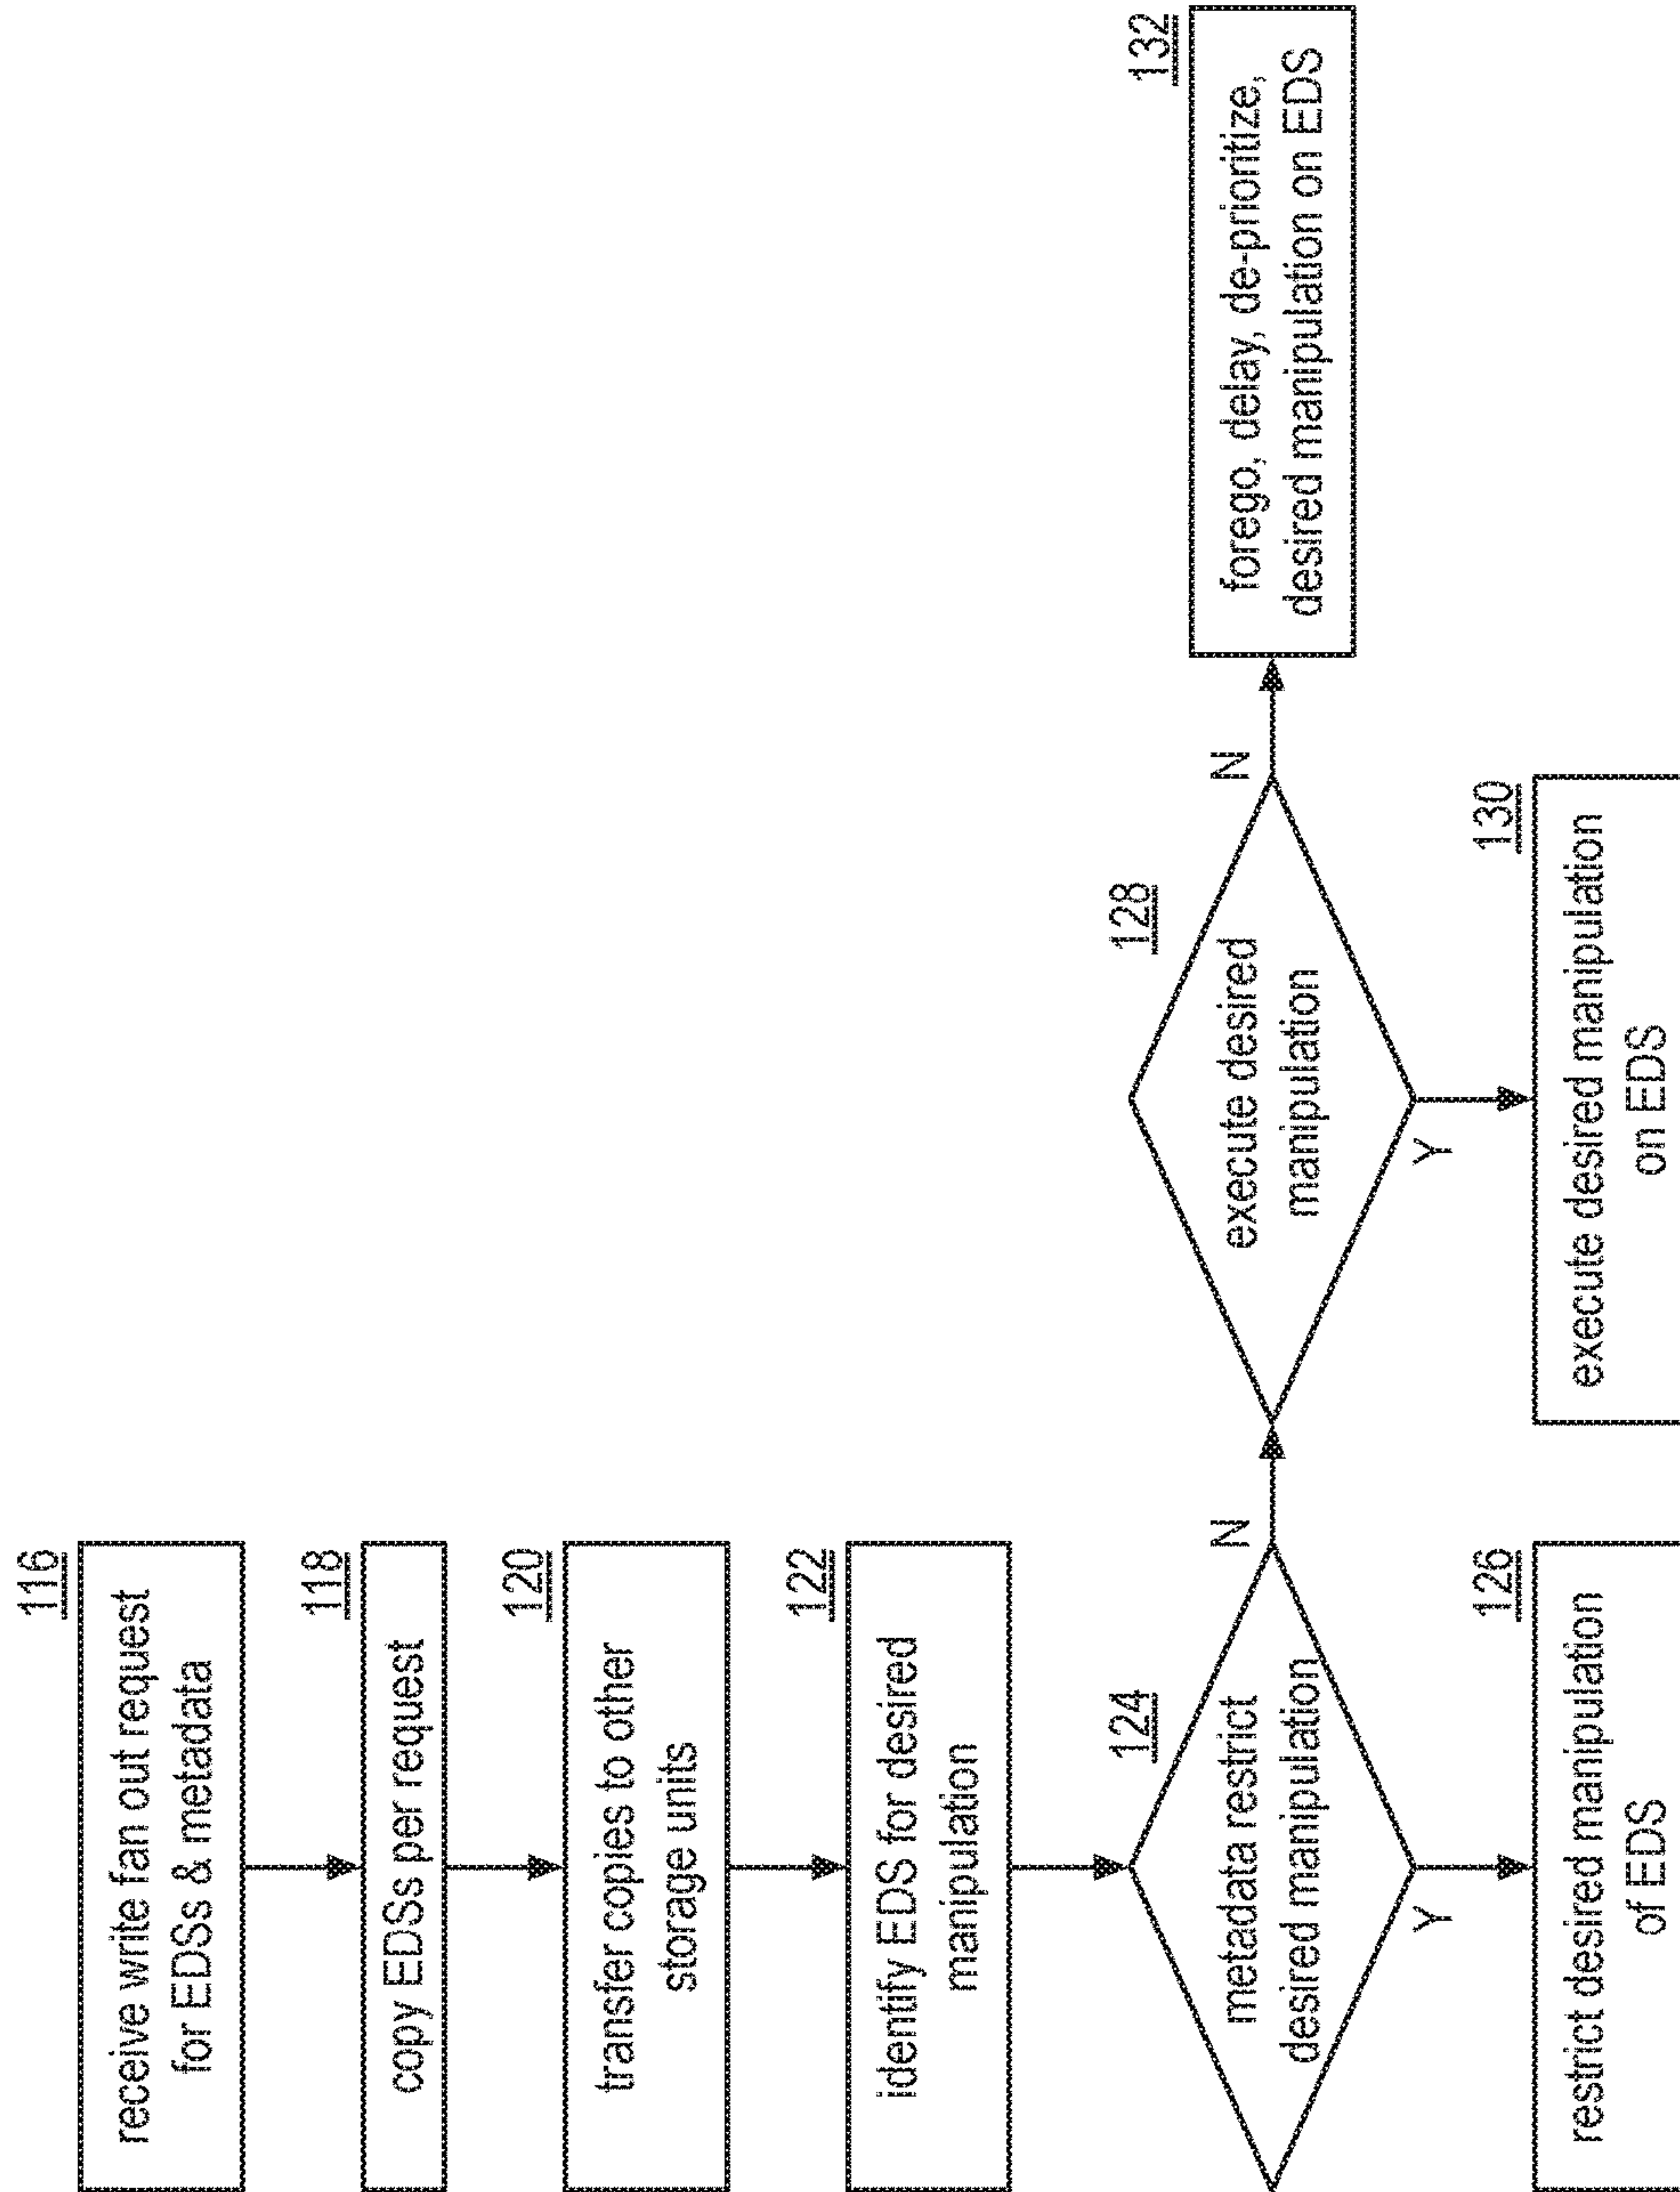 116
receive write fan out request
for EDSs & metadata
118
copy EDSs per request
120
transfer copies to other
storage units
122
identify EDS for desired
manipulation
124
metadata restrict
desired manipulation
N
Y
126
restrict desired manipulation
of EDS
128
execute desired
manipulation
N
Y
130
execute desired manipulation
on EDS
132
forego, delay, de-prioritize,
desired manipulation on EDS